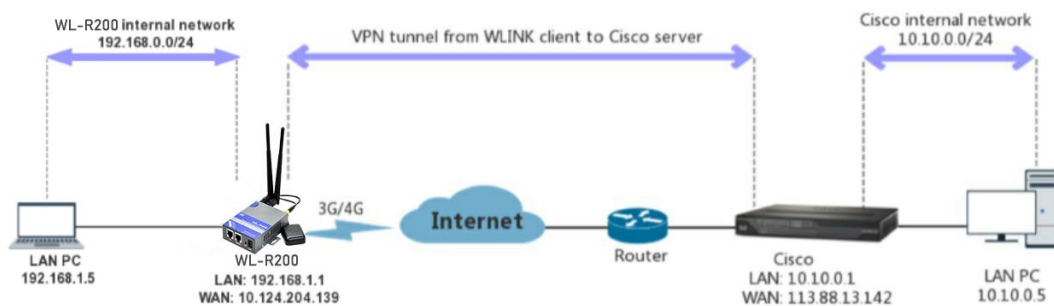 WL-R200 internal network
192.168.0.0/24
VPN tunnel from WLINK client to Cisco server
Cisco internal network
10.10.0.0/24
3G/4G
Internet
Router
LAN PC
192.168.1.5
WL-R200
LAN: 192.168.1.1
WAN: 10.124.204.139
Cisco
LAN: 10.10.0.1
WAN: 113.88.13.142
LAN PC
10.10.0.5